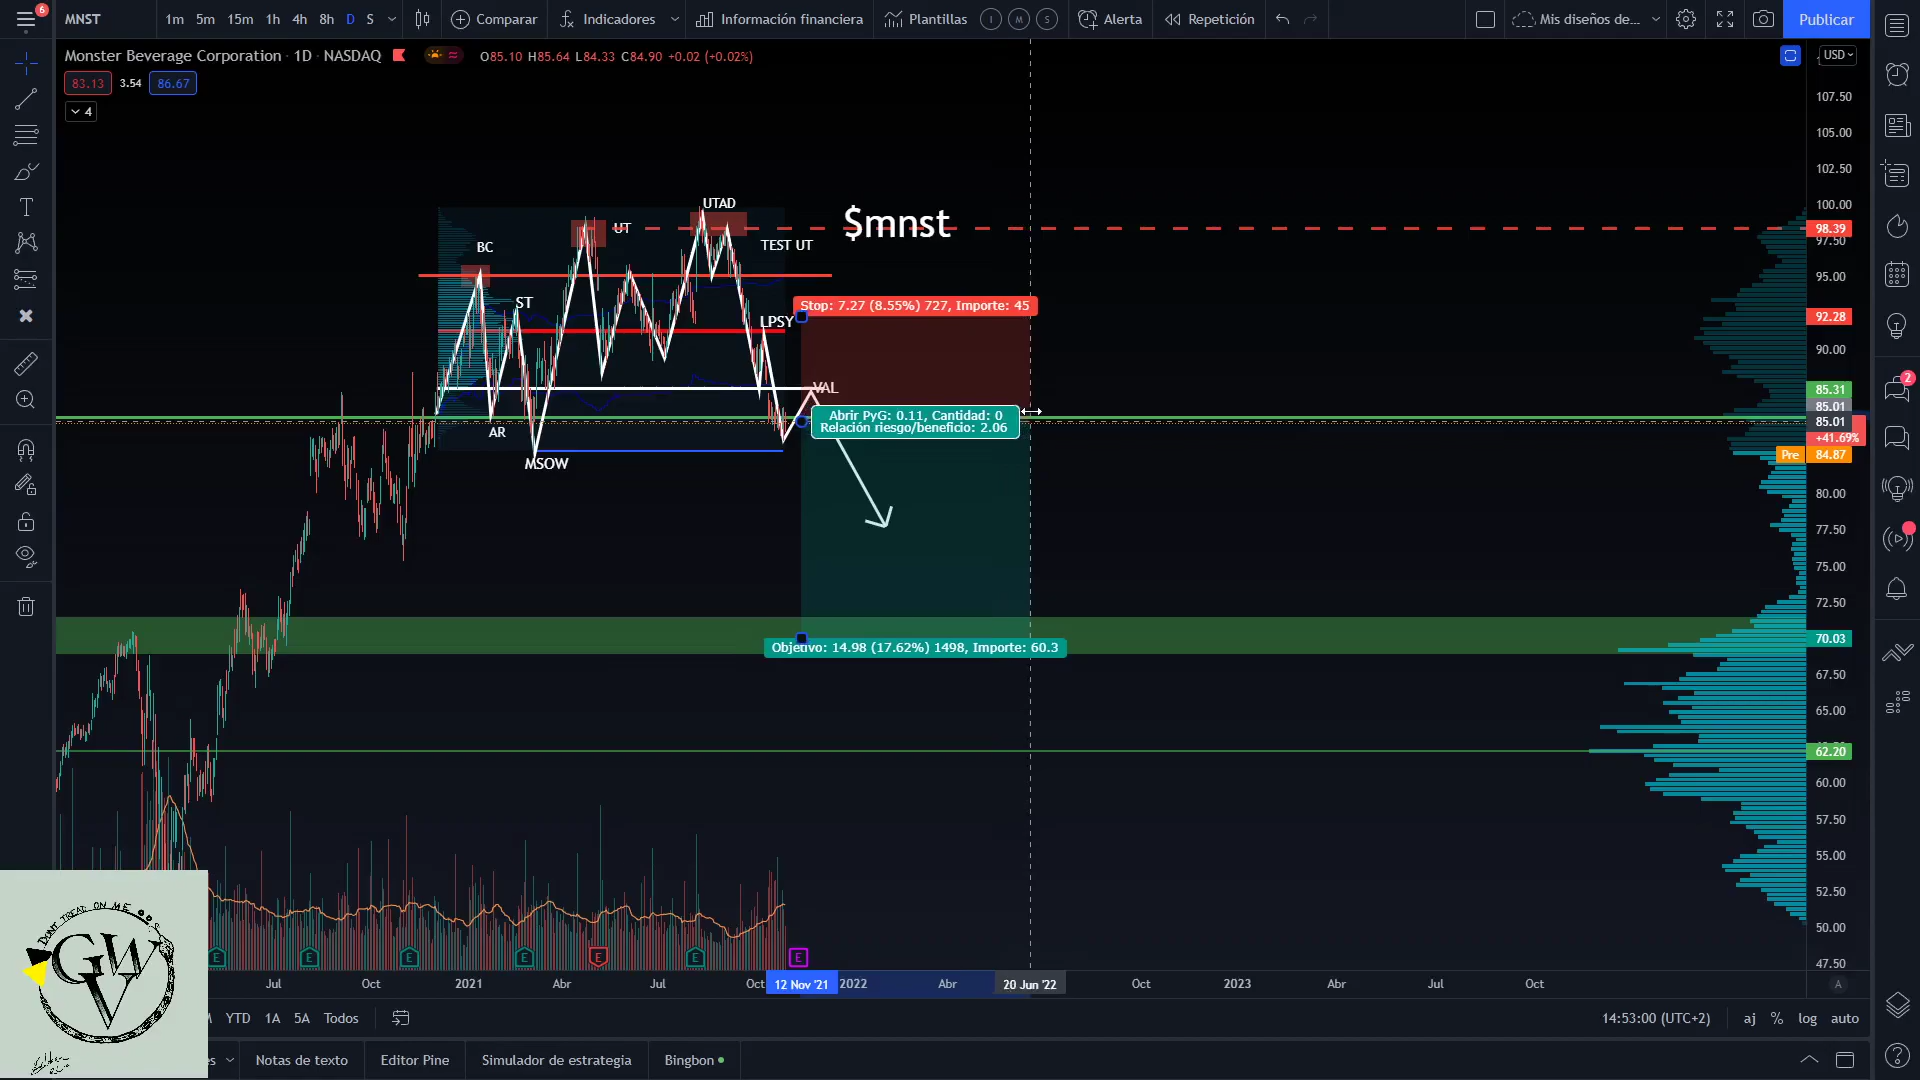 6
MNST
1m 5m 15m 1h 4h 8h D S
Comparar
Indicadores
Información financiera
Plantillas
I M S
Alerta
Repetición
Mis diseños de...
Publicar
Monster Beverage Corporation · 1D · NASDAQ
O85.10 H85.64 L84.33 C84.90 +0.02 (+0.02%)
USD
83.13 3.54 86.67
4
107.50
105.00
102.50
100.00
98.39
97.50
95.00
92.28
90.00
85.31
85.01
85.01
+41.69%
Pre 84.87
80.00
77.50
75.00
72.50
70.03
67.50
65.00
62.20
60.00
57.50
55.00
52.50
50.00
47.50
UTAD
$mnst
UT
BC
TEST UT
ST
Stop: 7.27 (8.55%) 727, Importe: 45
LPSY
VAL
Abrir PyG: 0.11, Cantidad: 0
Relación riesgo/beneficio: 2.06
AR
MSOW
Objetivo: 14.98 (17.62%) 1498, Importe: 60.3
2
E E E E E E E
Jul Oct 2021 Abr Jul Oct 12 Nov '21 2022 Abr 20 Jun '22 Oct 2023 Abr Jul Oct
A
DONT TREAT ON ME
GWV
YTD 1A 5A Todos
14:53:00 (UTC+2)
aj % log auto
Notas de texto
Editor Pine
Simulador de estrategia
Bingbon